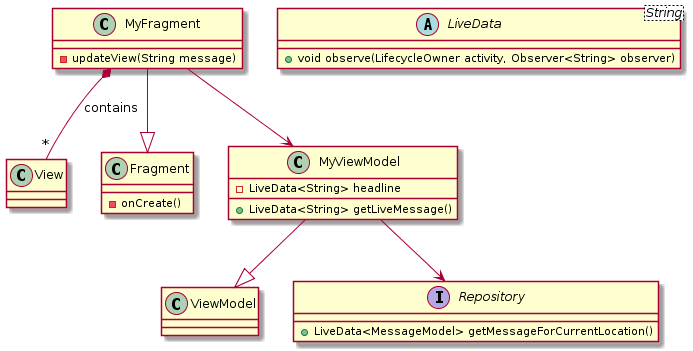 C MyFragment
updateView(String message)
A LiveData
String
void observe(LifecycleOwner activity, Observer<String> observer)
contains
*
C View
C Fragment
onCreate()
C MyViewModel
LiveData<String> headline
LiveData<String> getLiveMessage()
C ViewModel
I Repository
LiveData<MessageModel> getMessageForCurrentLocation()